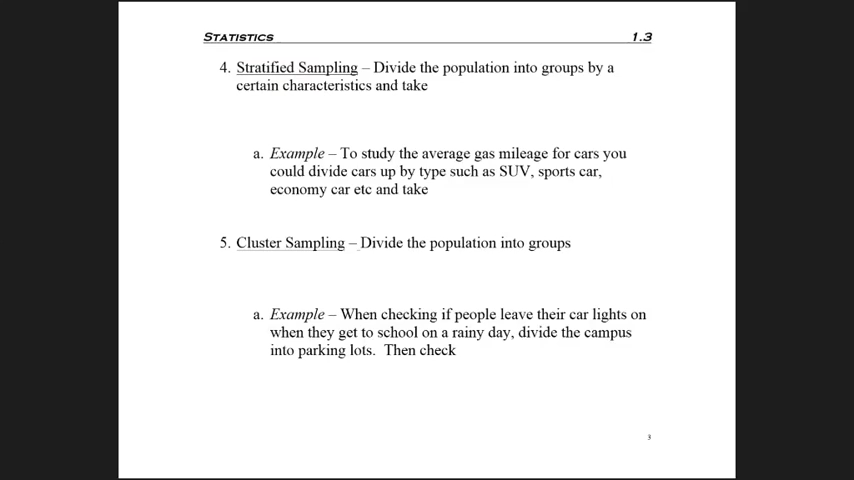 STATISTICS 1.3
4. Stratified Sampling – Divide the population into groups by a
certain characteristics and take
a. Example – To study the average gas mileage for cars you
could divide cars up by type such as SUV, sports car,
economy car etc and take
5. Cluster Sampling – Divide the population into groups
a. Example – When checking if people leave their car lights on
when they get to school on a rainy day, divide the campus
into parking lots. Then check
3